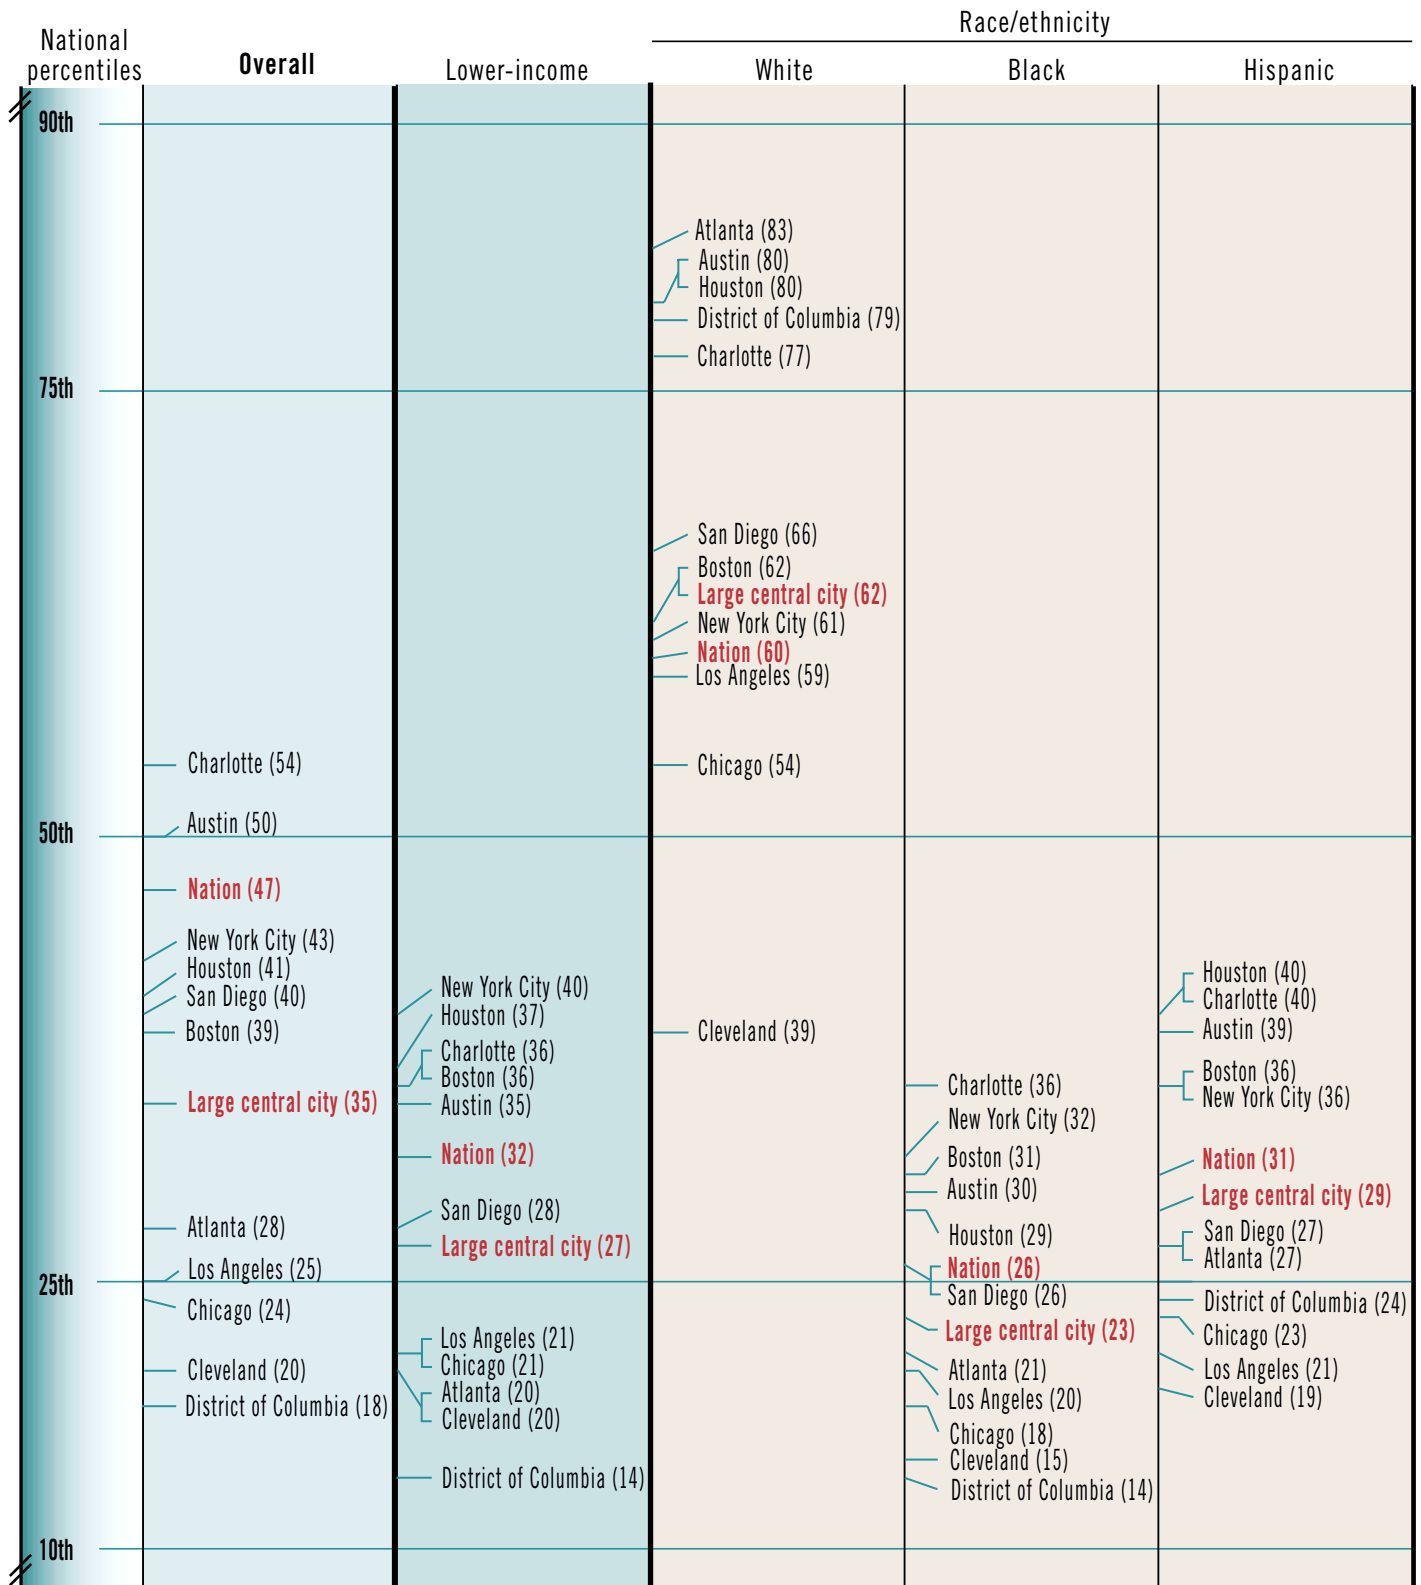 Race/ethnicity
National
percentiles
Overall
Lower-income
White
Black
Hispanic
90th
75th
50th
25th
10th
Charlotte (54)
Austin (50)
Nation (47)
New York City (43)
Houston (41)
San Diego (40)
Boston (39)
Large central city (35)
Atlanta (28)
Los Angeles (25)
Chicago (24)
Cleveland (20)
District of Columbia (18)
New York City (40)
Houston (37)
Charlotte (36)
Boston (36)
Austin (35)
Nation (32)
San Diego (28)
Large central city (27)
Los Angeles (21)
Chicago (21)
Atlanta (20)
Cleveland (20)
District of Columbia (14)
Atlanta (83)
Austin (80)
Houston (80)
District of Columbia (79)
Charlotte (77)
San Diego (66)
Boston (62)
Large central city (62)
New York City (61)
Nation (60)
Los Angeles (59)
Chicago (54)
Cleveland (39)
Charlotte (36)
New York City (32)
Boston (31)
Austin (30)
Houston (29)
Nation (26)
San Diego (26)
Large central city (23)
Atlanta (21)
Los Angeles (20)
Chicago (18)
Cleveland (15)
District of Columbia (14)
Houston (40)
Charlotte (40)
Austin (39)
Boston (36)
New York City (36)
Nation (31)
Large central city (29)
San Diego (27)
Atlanta (27)
District of Columbia (24)
Chicago (23)
Los Angeles (21)
Cleveland (19)